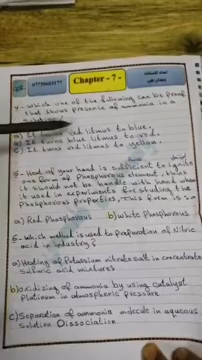 Chapter - 7 -
4- Which one of the following can be proof
that shows presence of ammonia in a
solution
a) It turns red litmus to blue.
b) It turns blue litmus to red.
c) It turns red litmus to yellow.
5- Heat of your hand is sufficient to ignite
one form of Phosphorous element, thus
it should not be handle with hand when
it used in experiments for studying the
Phosphorous properties, this form is
a) Red Phosphorous b) White Phosphorous
6- Which method is used to preparation of Nitric
acid in industry?
a) Heating of Potassium nitrate salt in concentrate
Sulfuric acid mixtures
b) Oxidizing of ammonia by using catalyst
Platinum in atmospheric pressure
c) Separation of ammonia molecule in aqueous
Solution Dissociation